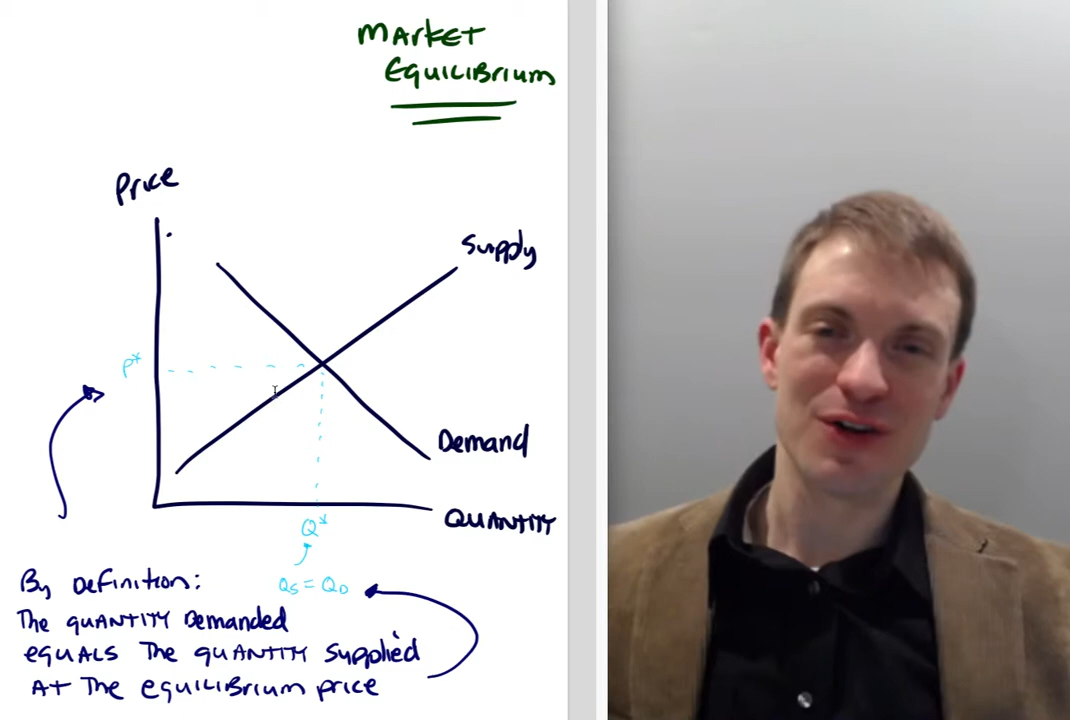 Market
Equilibrium
Price
Supply
P*
Demand
QUANTITY
Q*
By Definition:
Qs = QD
The QUANTITY Demanded
EQUALS The QUANTITY Supplied
AT The equilibrium price